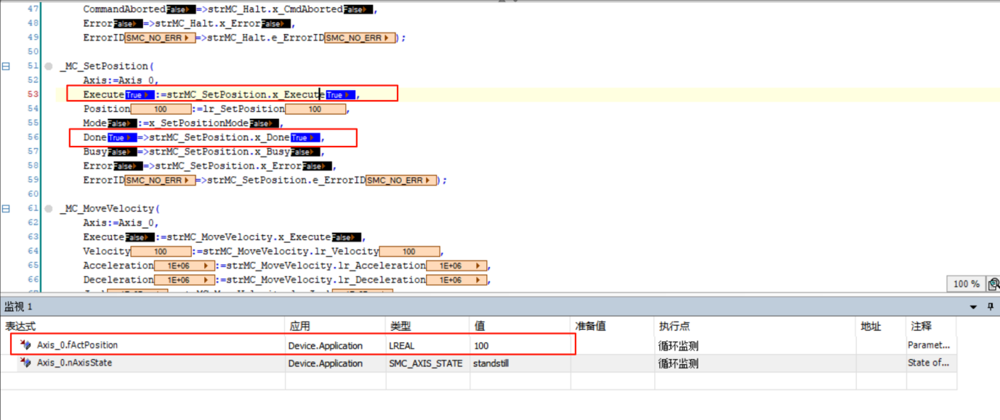 47 CommandAborted False =>strMC_Halt.x_CmdAborted False ,
48 Error False =>strMC_Halt.x_Error False ,
49 ErrorID SMC_NO_ERR =>strMC_Halt.e_ErrorID SMC_NO_ERR );
50
51 _MC_SetPosition(
52 Axis:=Axis_0,
53 Execute True :=strMC_SetPosition.x_Execute True ,
54 Position 100 :=lr_SetPosition 100 ,
55 Mode False :=x_SetPositionMode False ,
56 Done True =>strMC_SetPosition.x_Done True ,
57 Busy False =>strMC_SetPosition.x_Busy False ,
58 Error False =>strMC_SetPosition.x_Error False ,
59 ErrorID SMC_NO_ERR =>strMC_SetPosition.e_ErrorID SMC_NO_ERR );
60
61 _MC_MoveVelocity(
62 Axis:=Axis_0,
63 Execute False :=strMC_MoveVelocity.x_Execute False ,
64 Velocity 100 :=strMC_MoveVelocity.lr_Velocity 100 ,
65 Acceleration 1E+06 :=strMC_MoveVelocity.lr_Acceleration 1E+06 ,
66 Deceleration 1E+06 :=strMC_MoveVelocity.lr_Deceleration 1E+06 ,
100 %
监视 1
表达式 应用 类型 值 准备值 执行点 地址 注释
Axis_0.fActPosition Device.Application LREAL 100 循环监测 Paramet...
Axis_0.nAxisState Device.Application SMC_AXIS_STATE standstill 循环监测 State of...